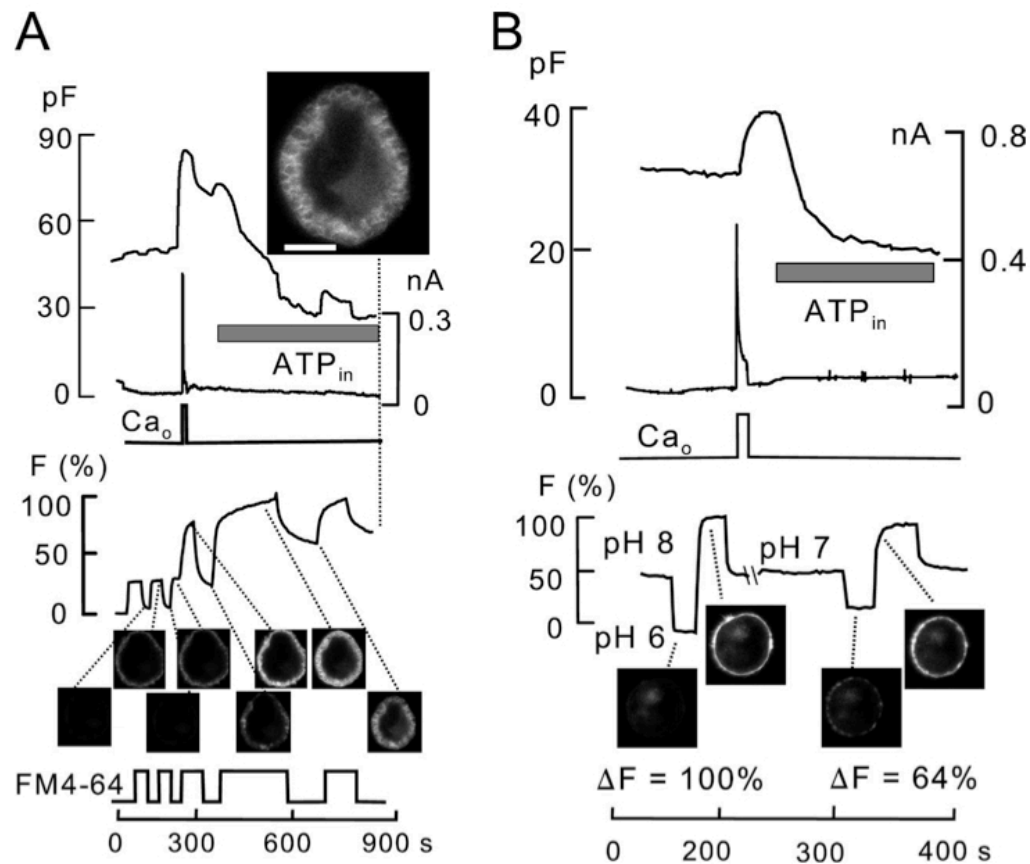 A
pF
90
60
30
0
nA
0.3
0
ATPin
Cao
F (%)
100
50
0
FM4-64
0 300 600 900 s
B
pF
40
20
0
nA
0.8
0.4
0
ATPin
Cao
F (%)
100
50
0
pH 8
pH 7
pH 6
ΔF = 100% ΔF = 64%
0 200 300 400 s